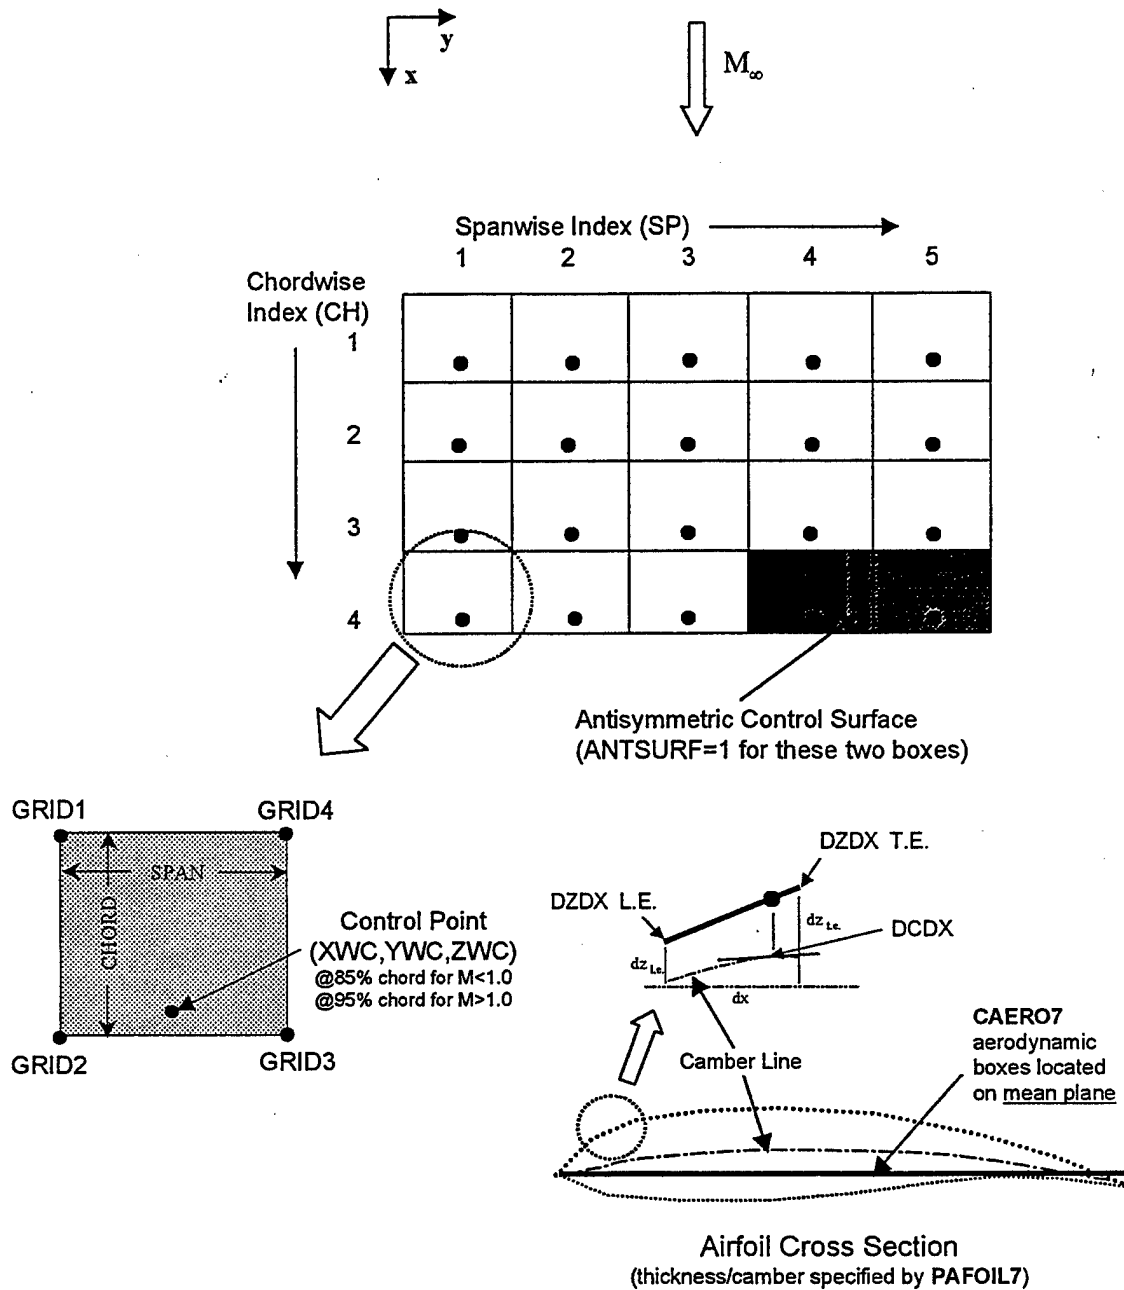 y
x
M∞
Spanwise Index (SP)
1 2 3 4 5
Chordwise
Index (CH)
1
2
3
4
Antisymmetric Control Surface
(ANTSURF=1 for these two boxes)
GRID1
GRID4
SPAN
CHORD
Control Point
(XWC,YWC,ZWC)
@85% chord for M<1.0
@95% chord for M>1.0
GRID2
GRID3
DZDX T.E.
DZDX L.E.
dz t.e.
DCDX
dz l.e.
dx
Camber Line
CAERO7
aerodynamic
boxes located
on mean plane
Airfoil Cross Section
(thickness/camber specified by PAFOIL7)